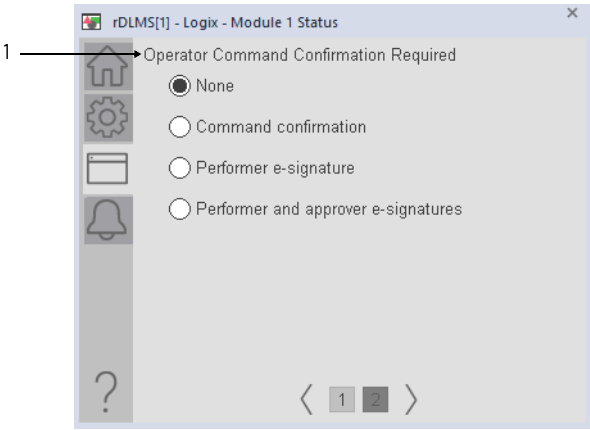 rDLMS[1] - Logix - Module 1 Status
1
Operator Command Confirmation Required
None
Command confirmation
Performer e-signature
Performer and approver e-signatures
?
1 2